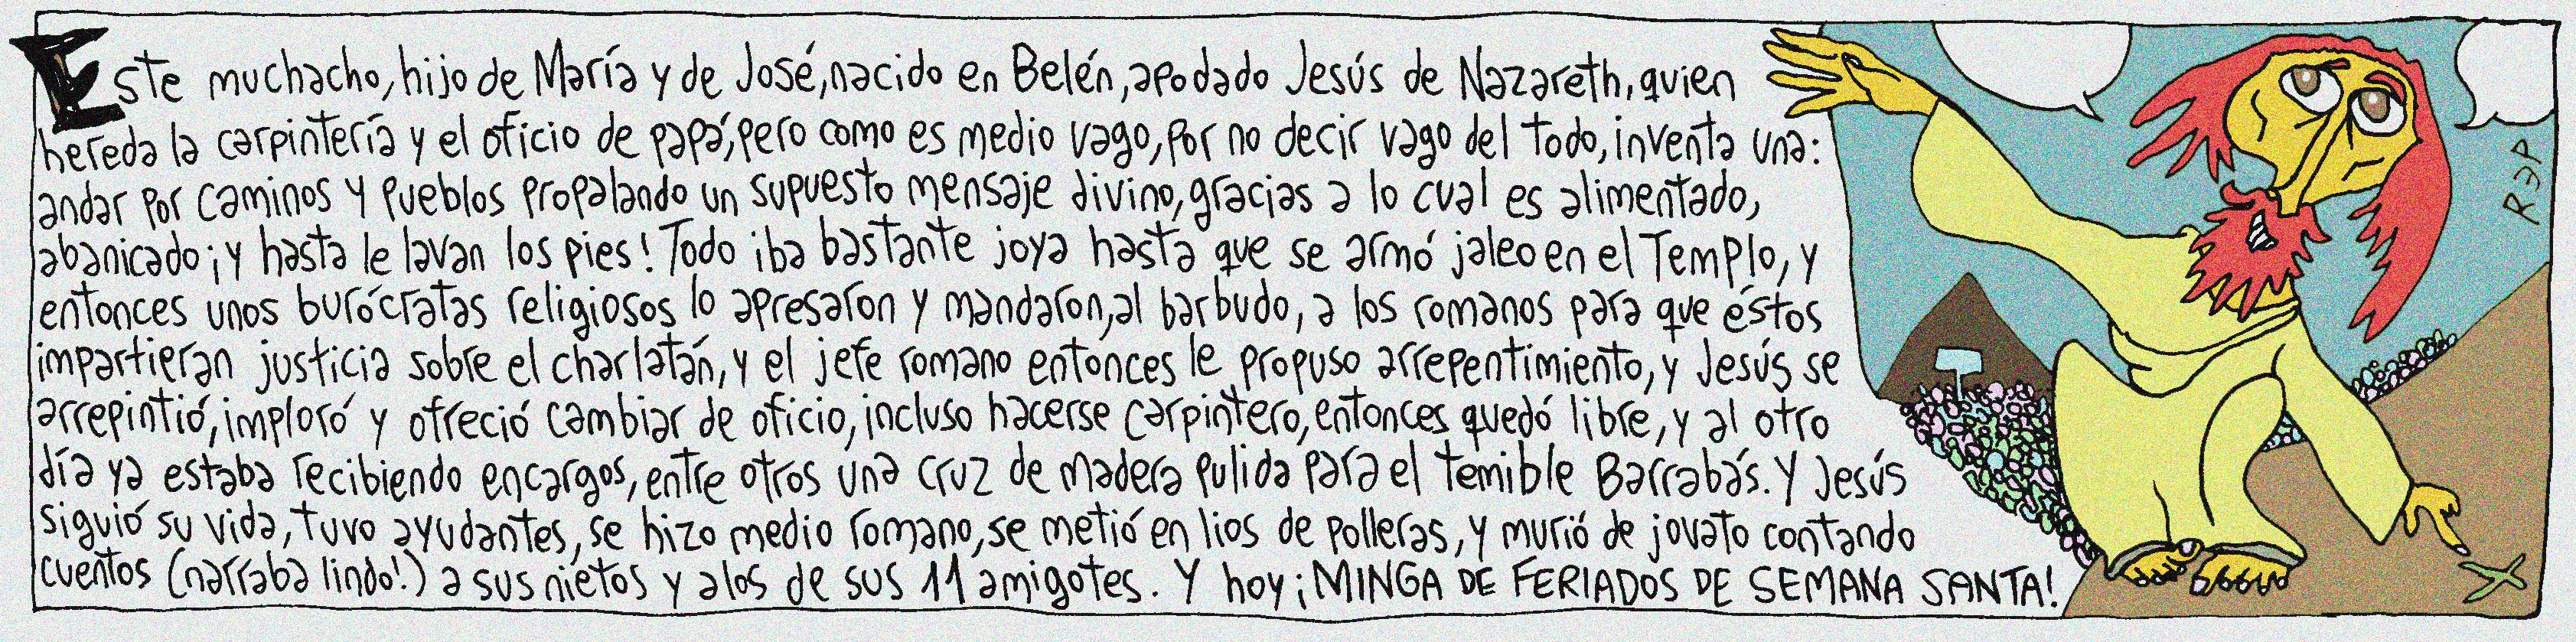 Este muchacho, hijo de María y de José, nacido en Belén, apodado Jesús de Nazareth, quien
hereda la carpintería y el oficio de papá, pero como es medio vago, por no decir vago del todo, inventa una:
andar por caminos y pueblos propalando un supuesto mensaje divino, gracias a lo cual es alimentado,
abanicado ¡y hasta le lavan los pies! Todo iba bastante joya hasta que se armó jaleo en el Templo, y
entonces unos burócratas religiosos lo apresaron y mandaron, al barbudo, a los romanos para que éstos
impartieran justicia sobre el charlatán, y el jefe romano entonces le propuso arrepentimiento, y Jesús se
arrepintió, imploró y ofreció cambiar de oficio, incluso hacerse carpintero, entonces quedó libre, y al otro
día ya estaba recibiendo encargos, entre otros una cruz de madera pulida para el temible Barrabás. Y Jesús
siguió su vida, tuvo ayudantes, se hizo medio romano, se metió en lios de polleras, y murió de jovato contando
cuentos (narraba lindo!) a sus nietos y a los de sus 11 amigotes. Y hoy ¡MINGA DE FERIADOS DE SEMANA SANTA!
REP